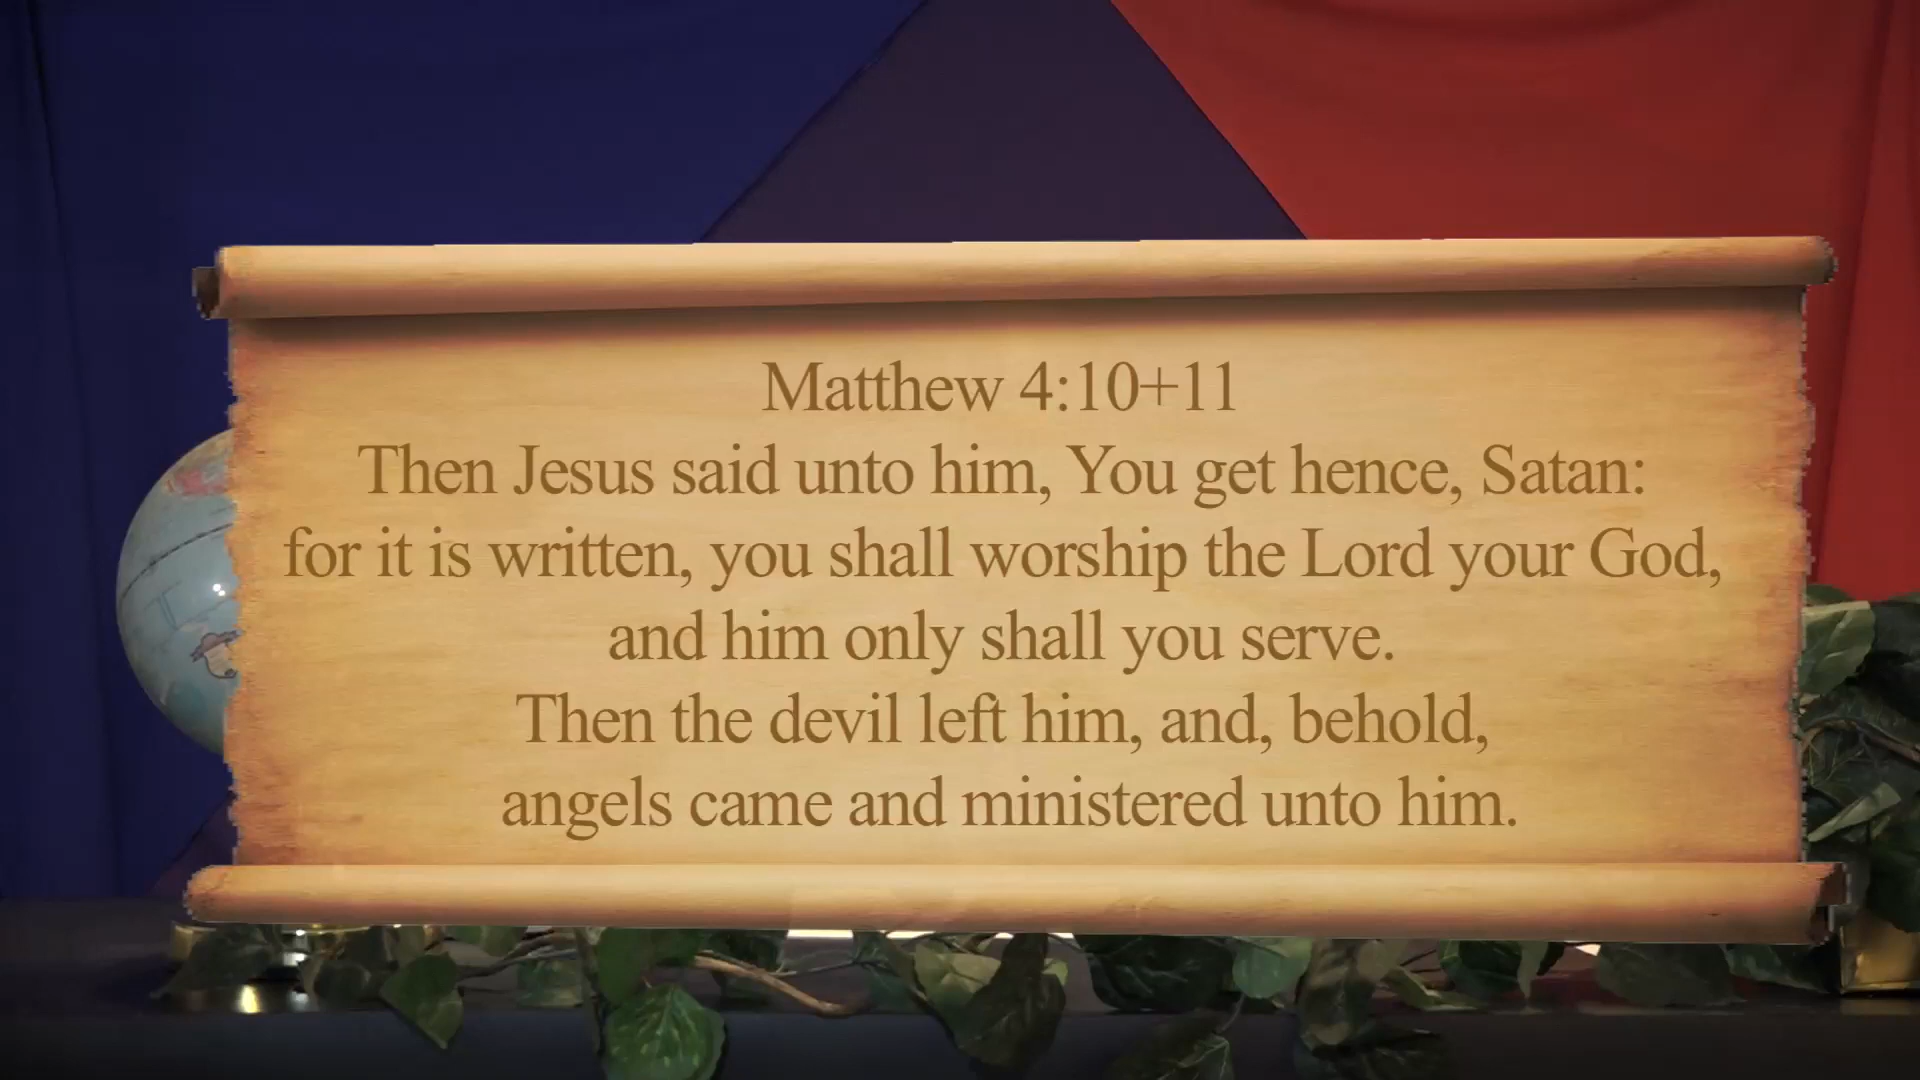 Matthew 4:10+11
Then Jesus said unto him, You get hence, Satan:
for it is written, you shall worship the Lord your God,
and him only shall you serve.
Then the devil left him, and, behold,
angels came and ministered unto him.